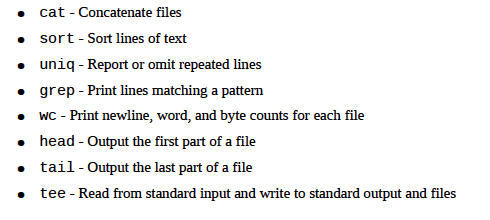 ● cat - Concatenate files
● sort - Sort lines of text
● uniq - Report or omit repeated lines
● grep - Print lines matching a pattern
● wc - Print newline, word, and byte counts for each file
● head - Output the first part of a file
● tail - Output the last part of a file
● tee - Read from standard input and write to standard output and files